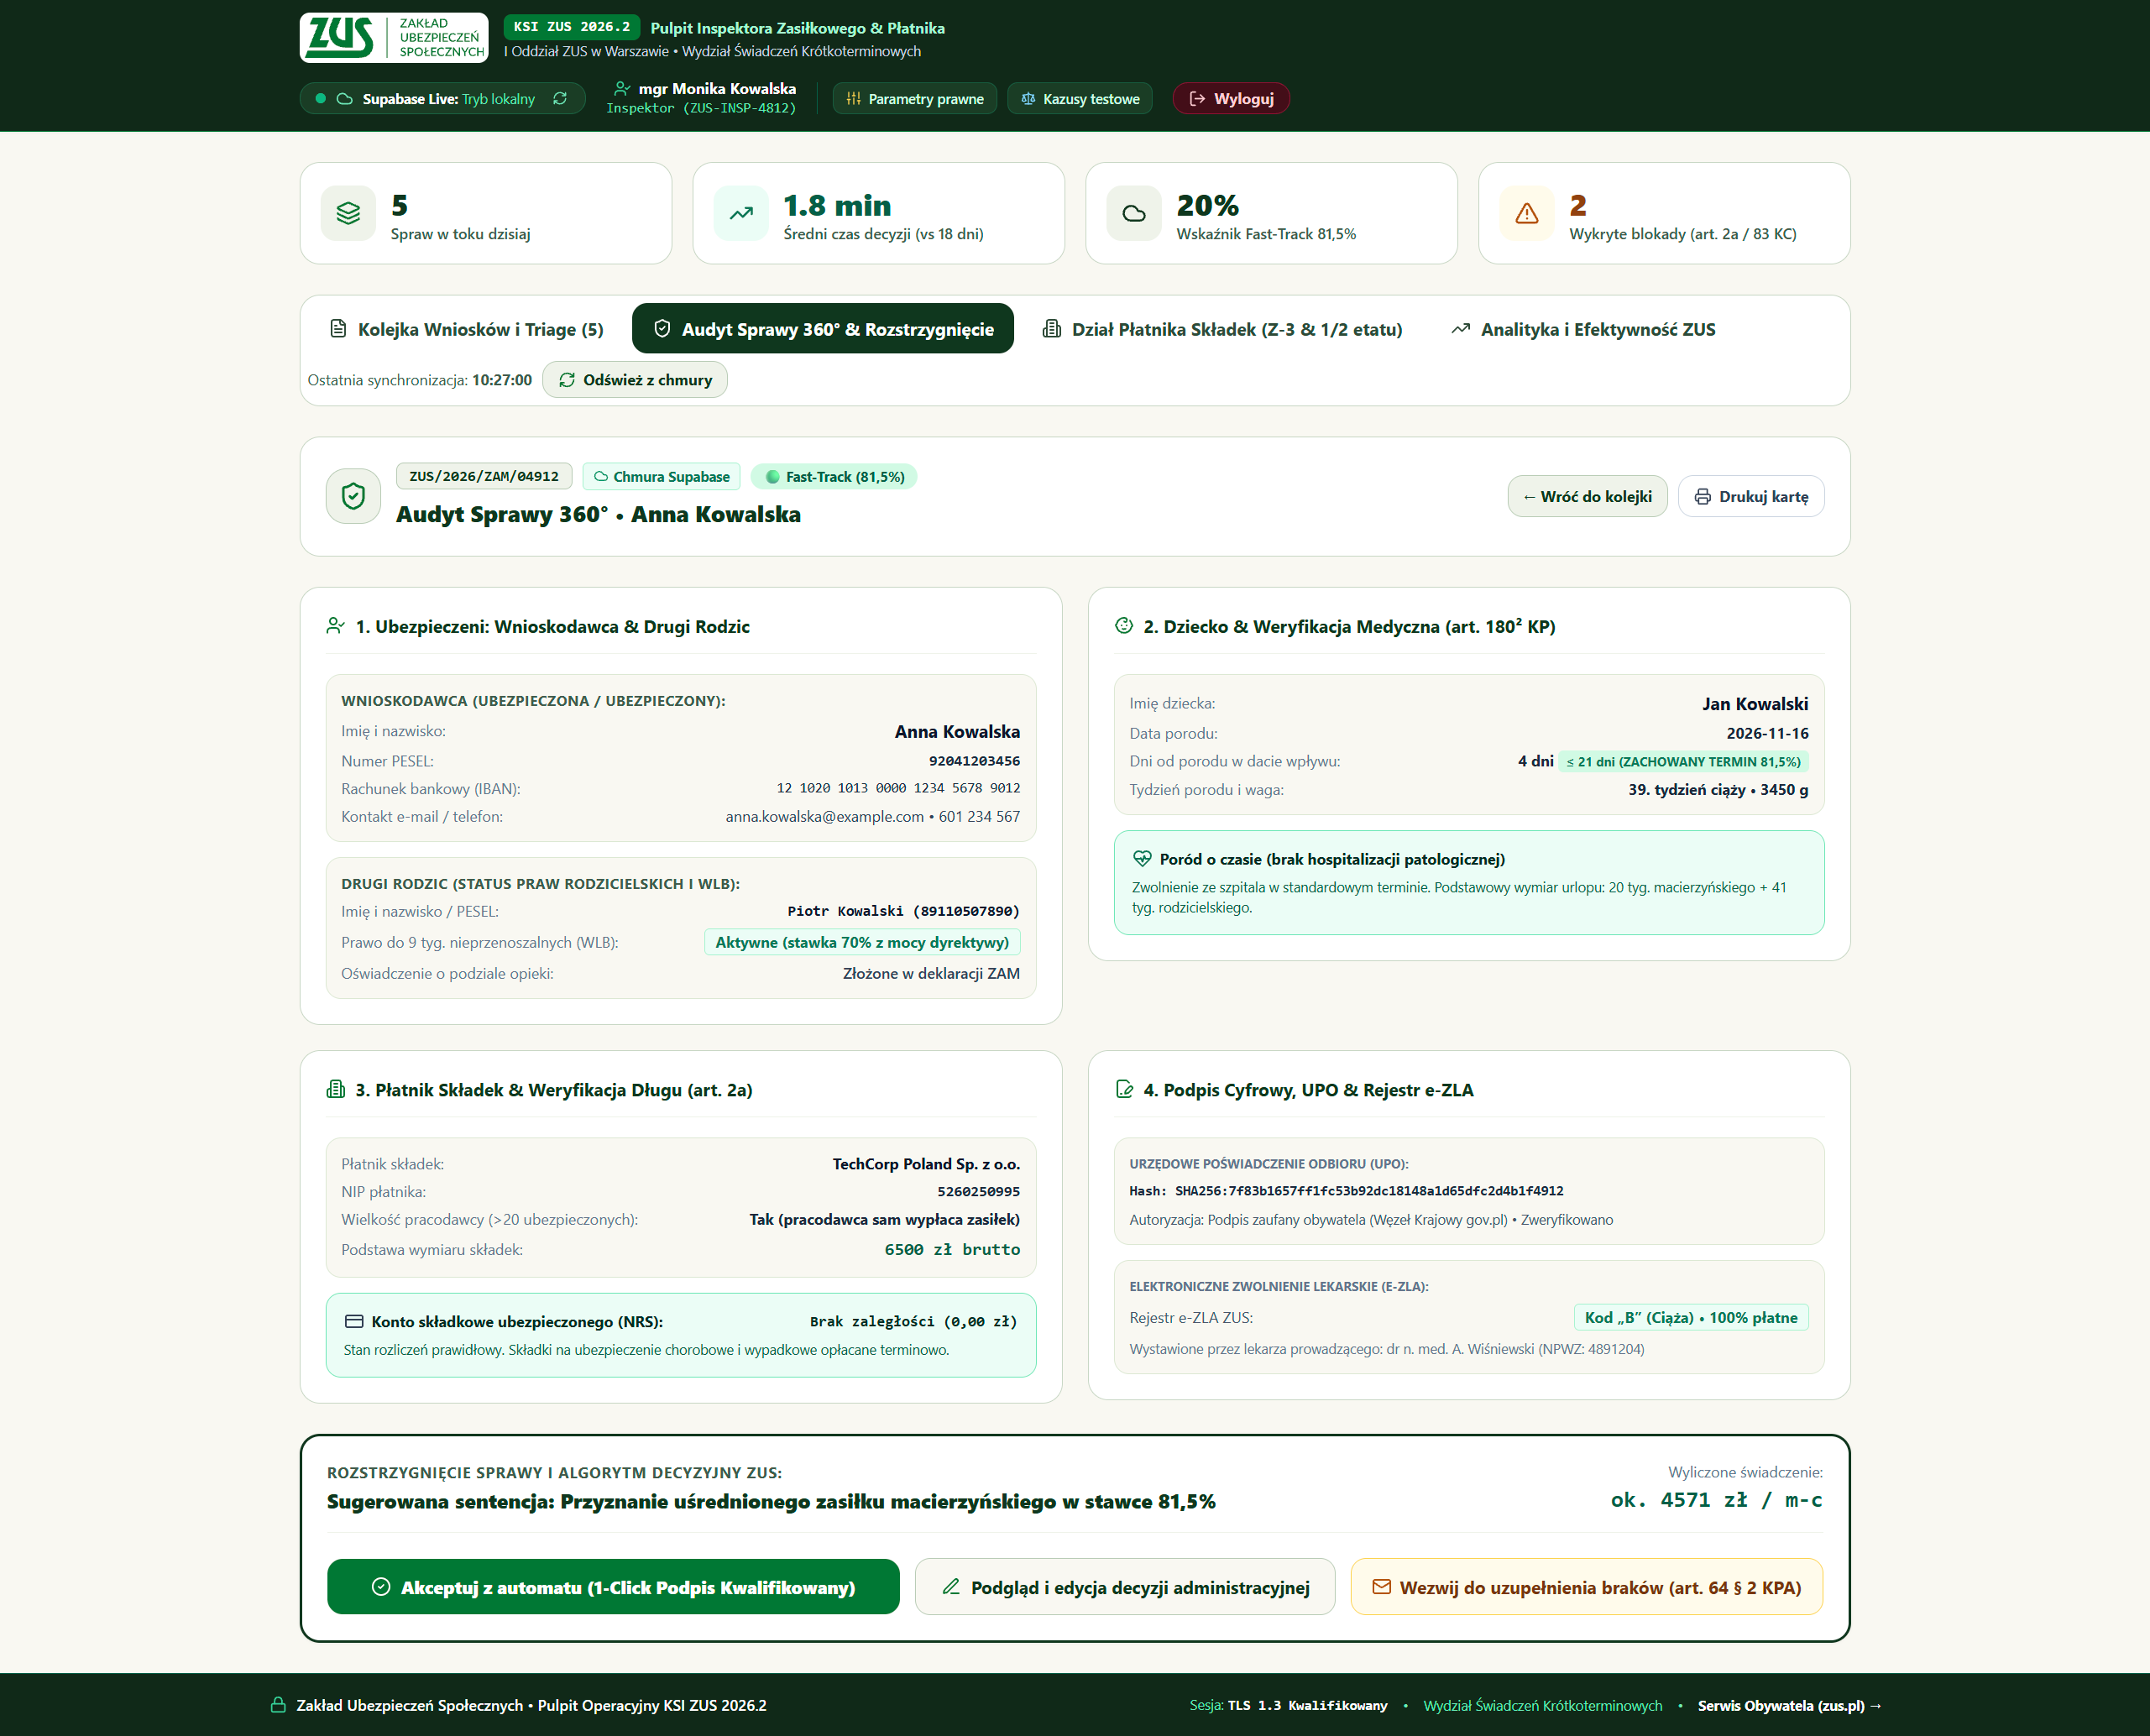 ZUS
ZAKŁAD
UBEZPIECZEŃ
SPOŁECZNYCH
KSI ZUS 2026.2
Pulpit Inspektora Zasiłkowego & Płatnika
I Oddział ZUS w Warszawie • Wydział Świadczeń Krótkoterminowych
Supabase Live: Tryb lokalny
mgr Monika Kowalska
Inspektor (ZUS-INSP-4812)
Parametry prawne
Kazusy testowe
Wyloguj
5
Spraw w toku dzisiaj
1.8 min
Średni czas decyzji (vs 18 dni)
20%
Wskaźnik Fast-Track 81,5%
2
Wykryte blokady (art. 2a / 83 KC)
Kolejka Wniosków i Triage (5)
Audyt Sprawy 360° & Rozstrzygnięcie
Dział Płatnika Składek (Z-3 & 1/2 etatu)
Analityka i Efektywność ZUS
Ostatnia synchronizacja: 10:27:00
Odśwież z chmury
ZUS/2026/ZAM/04912
Chmura Supabase
Fast-Track (81,5%)
Audyt Sprawy 360° • Anna Kowalska
← Wróć do kolejki
Drukuj kartę
1. Ubezpieczeni: Wnioskodawca & Drugi Rodzic
WNIOSKODAWCA (UBEZPIECZONA / UBEZPIECZONY):
Imię i nazwisko: Anna Kowalska
Numer PESEL: 92041203456
Rachunek bankowy (IBAN): 12 1020 1013 0000 1234 5678 9012
Kontakt e-mail / telefon: anna.kowalska@example.com • 601 234 567
DRUGI RODZIC (STATUS PRAW RODZICIELSKICH I WLB):
Imię i nazwisko / PESEL: Piotr Kowalski (89110507890)
Prawo do 9 tyg. nieprzenoszalnych (WLB): Aktywne (stawka 70% z mocy dyrektywy)
Oświadczenie o podziale opieki: Złożone w deklaracji ZAM
2. Dziecko & Weryfikacja Medyczna (art. 180² KP)
Imię dziecka: Jan Kowalski
Data porodu: 2026-11-16
Dni od porodu w dacie wpływu: 4 dni ≤ 21 dni (ZACHOWANY TERMIN 81,5%)
Tydzień porodu i waga: 39. tydzień ciąży • 3450 g
Poród o czasie (brak hospitalizacji patologicznej)
Zwolnienie ze szpitala w standardowym terminie. Podstawowy wymiar urlopu: 20 tyg. macierzyńskiego + 41
tyg. rodzicielskiego.
3. Płatnik Składek & Weryfikacja Długu (art. 2a)
Płatnik składek: TechCorp Poland Sp. z o.o.
NIP płatnika: 5260250995
Wielkość pracodawcy (>20 ubezpieczonych): Tak (pracodawca sam wypłaca zasiłek)
Podstawa wymiaru składek: 6500 zł brutto
Konto składkowe ubezpieczonego (NRS): Brak zaległości (0,00 zł)
Stan rozliczeń prawidłowy. Składki na ubezpieczenie chorobowe i wypadkowe opłacane terminowo.
4. Podpis Cyfrowy, UPO & Rejestr e-ZLA
URZĘDOWE POŚWIADCZENIE ODBIORU (UPO):
Hash: SHA256:7f83b1657ff1fc53b92dc18148a1d65dfc2d4b1f4912
Autoryzacja: Podpis zaufany obywatela (Węzeł Krajowy gov.pl) • Zweryfikowano
ELEKTRONICZNE ZWOLNIENIE LEKARSKIE (E-ZLA):
Rejestr e-ZLA ZUS: Kod „B” (Ciąża) • 100% płatne
Wystawione przez lekarza prowadzącego: dr n. med. A. Wiśniewski (NPWZ: 4891204)
ROZSTRZYGNIĘCIE SPRAWY I ALGORYTM DECYZYJNY ZUS:
Sugerowana sentencja: Przyznanie uśrednionego zasiłku macierzyńskiego w stawce 81,5%
Wyliczone świadczenie:
ok. 4571 zł / m-c
Akceptuj z automatu (1-Click Podpis Kwalifikowany)
Podgląd i edycja decyzji administracyjnej
Wezwij do uzupełnienia braków (art. 64 § 2 KPA)
Zakład Ubezpieczeń Społecznych • Pulpit Operacyjny KSI ZUS 2026.2
Sesja: TLS 1.3 Kwalifikowany • Wydział Świadczeń Krótkoterminowych • Serwis Obywatela (zus.pl) →